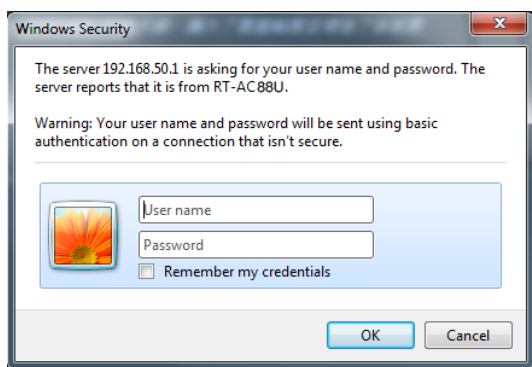 Windows Security
The server 192.168.50.1 is asking for your user name and password. The
server reports that it is from RT-AC88U.
Warning: Your user name and password will be sent using basic
authentication on a connection that isn't secure.
User name
Password
Remember my credentials
OK
Cancel